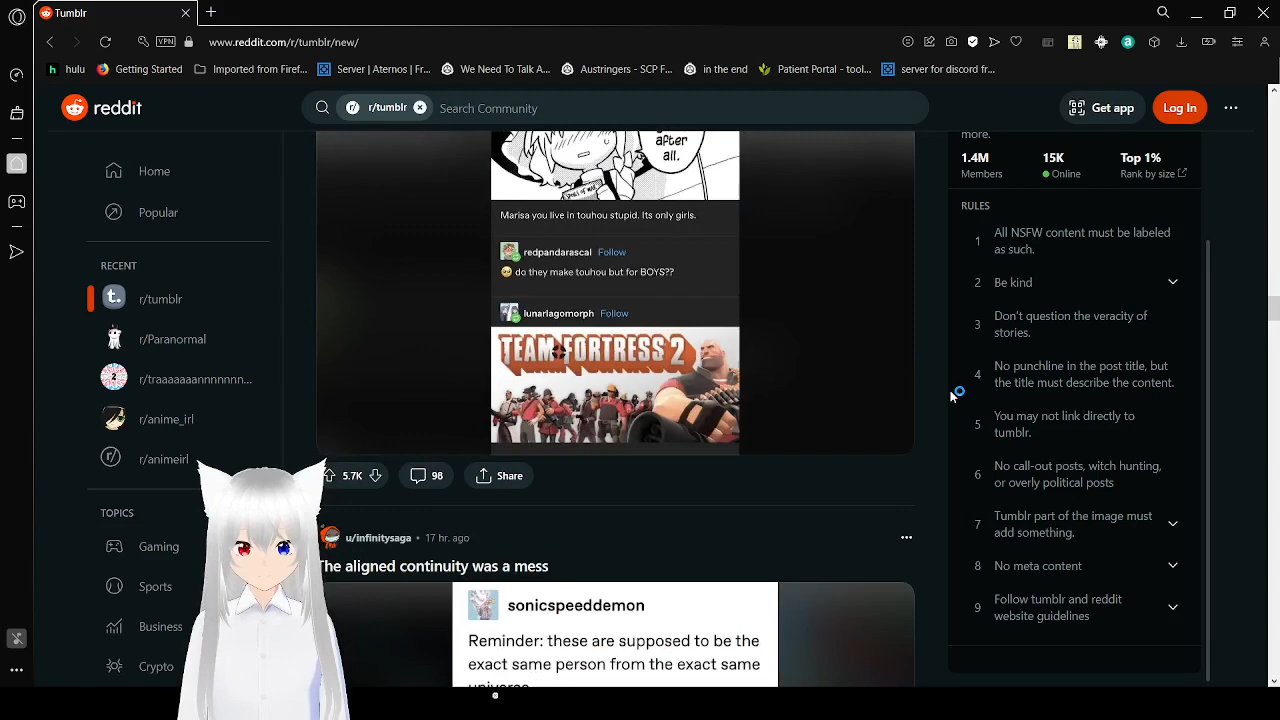 Tumblr
VPN
www.reddit.com/r/tumblr/new/
h hulu
Getting Started
Imported from Firef...
Server | Aternos | Fr...
We Need To Talk A...
Austringers - SCP F...
in the end
Patient Portal - tool...
server for discord fr...
reddit
r/ r/tumblr
Search Community
Get app
Log In
Home
Popular
RECENT
t. r/tumblr
r/Paranormal
r/traaaaaaannnnnnn...
r/anime_irl
r/ r/animeirl
TOPICS
Gaming
Sports
Business
Crypto
after
all.
SPOILS OF WAR
Marisa you live in touhou stupid. Its only girls.
redpandarascal Follow
🥺 do they make touhou but for BOYS??
lunarlagomorph Follow
TEAM FORTRESS 2
5.7K
98
Share
u/infinitysaga • 17 hr. ago
The aligned continuity was a mess
sonicspeeddemon
Reminder: these are supposed to be the
exact same person from the exact same
universe
more.
1.4M
Members
15K
Online
Top 1%
Rank by size
RULES
1 All NSFW content must be labeled
as such.
2 Be kind
3 Don't question the veracity of
stories.
4 No punchline in the post title, but
the title must describe the content.
5 You may not link directly to
tumblr.
6 No call-out posts, witch hunting,
or overly political posts
7 Tumblr part of the image must
add something.
8 No meta content
9 Follow tumblr and reddit
website guidelines